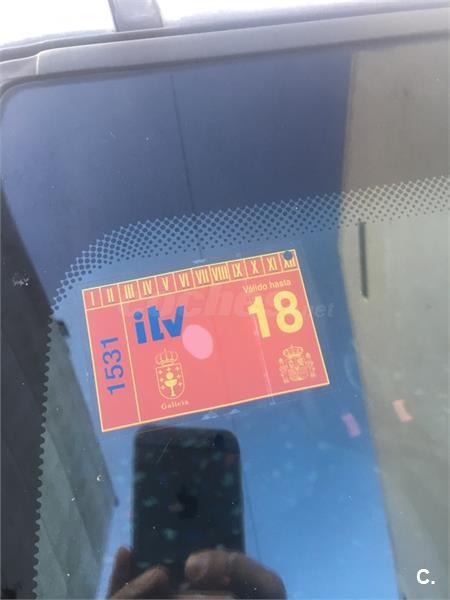 I II III IV V VI VII VIII IX X XI XII
Válido hasta
itv
18
1531
Galicia
C.